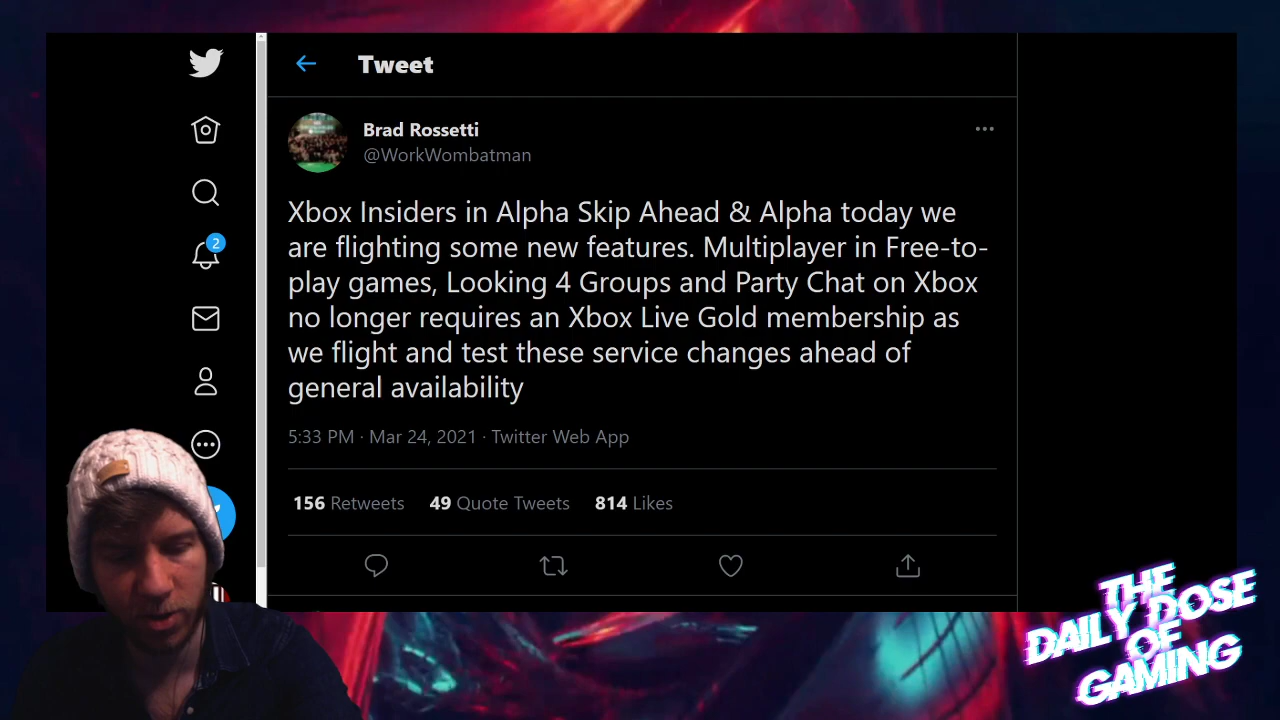 Tweet
Brad Rossetti
@WorkWombatman
2
Xbox Insiders in Alpha Skip Ahead & Alpha today we
are flighting some new features. Multiplayer in Free-to-
play games, Looking 4 Groups and Party Chat on Xbox
no longer requires an Xbox Live Gold membership as
we flight and test these service changes ahead of
general availability
5:33 PM · Mar 24, 2021 · Twitter Web App
156 Retweets 49 Quote Tweets 814 Likes
THE
DAILY DOSE
OF
GAMING